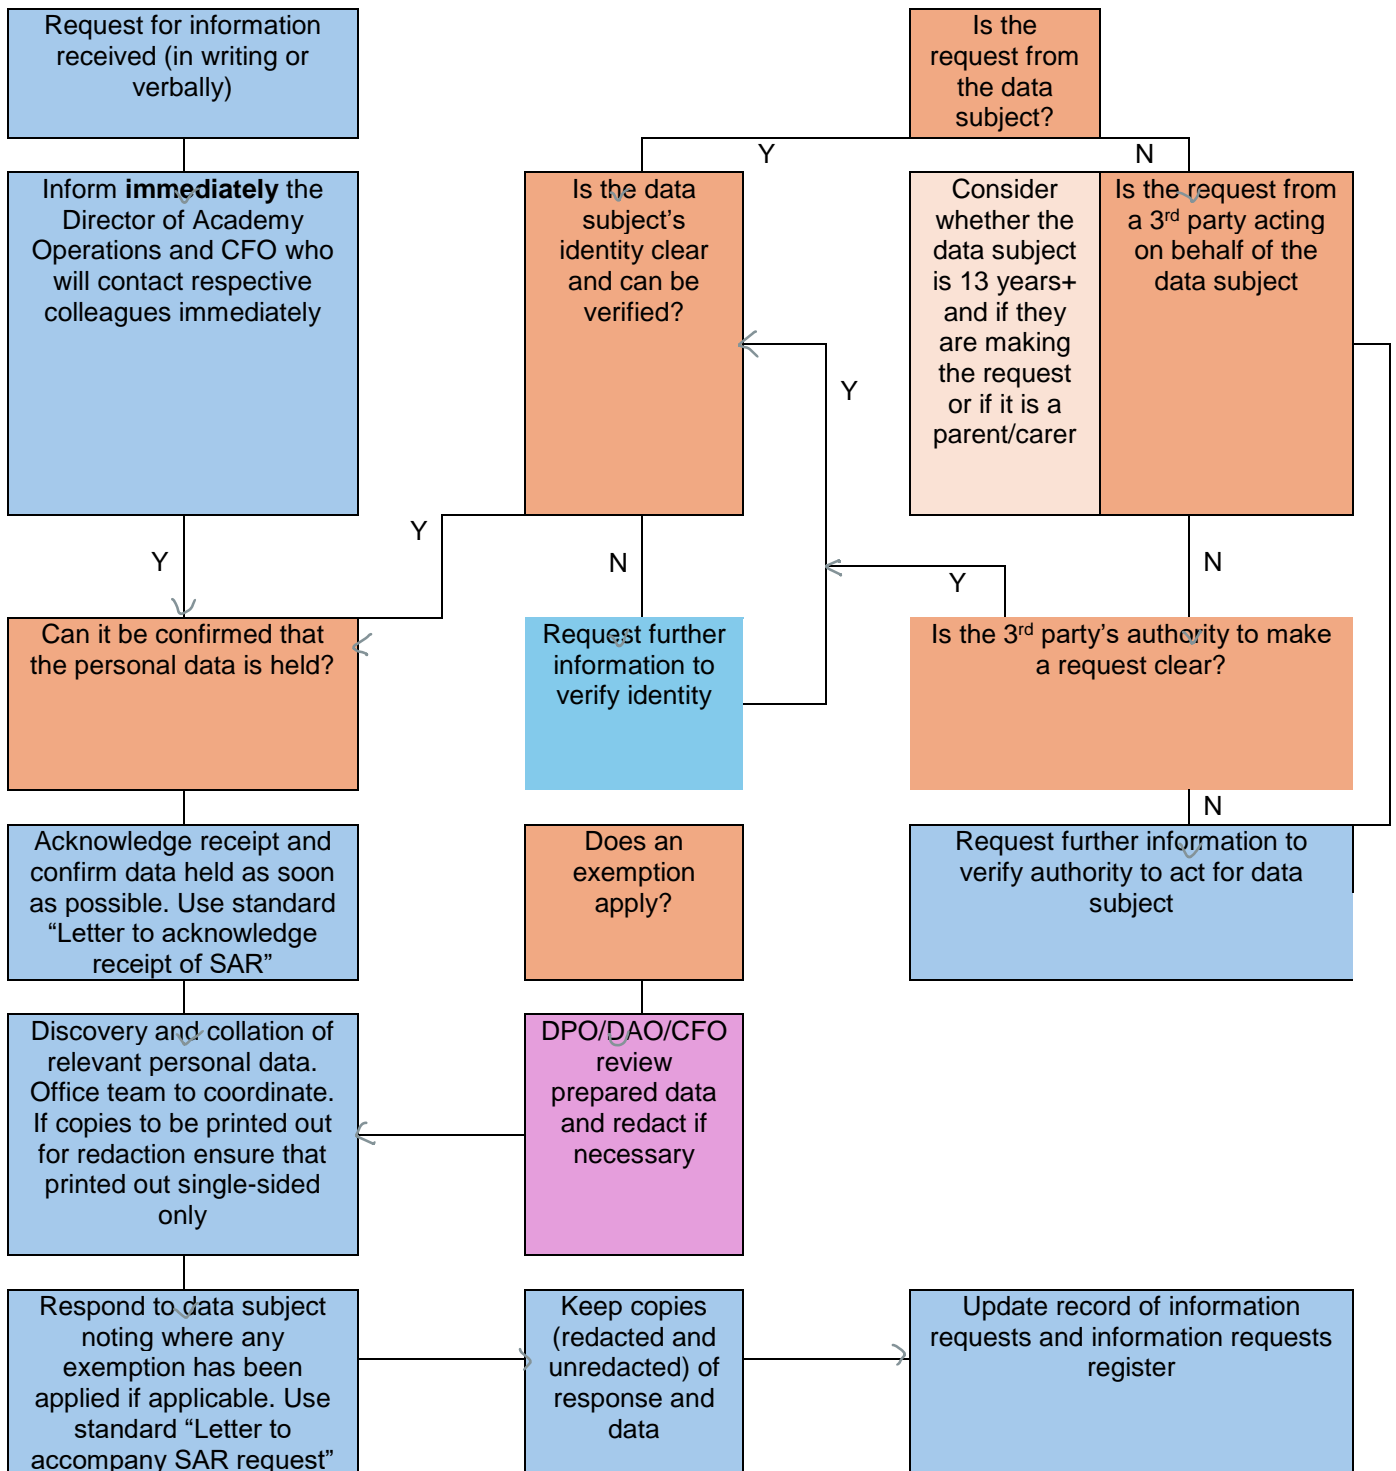 Request for information
received (in writing or
verbally)
Is the
request from
the data
subject?
Y
N
Inform immediately the
Director of Academy
Operations and CFO who
will contact respective
colleagues immediately
Is the data
subject's
identity clear
and can be
verified?
Consider
whether the
data subject
is 13 years+
and if they
are making
the request
or if it is a
parent/carer
Is the request from
a 3rd party acting
on behalf of the
data subject
Y
Y
Y
N
Y
N
Can it be confirmed that
the personal data is held?
Request further
information to
verify identity
Is the 3rd party's authority to make
a request clear?
N
Acknowledge receipt and
confirm data held as soon
as possible. Use standard
“Letter to acknowledge
receipt of SAR”
Does an
exemption
apply?
Request further information to
verify authority to act for data
subject
Discovery and collation of
relevant personal data.
Office team to coordinate.
If copies to be printed out
for redaction ensure that
printed out single-sided
only
DPO/DAO/CFO
review
prepared data
and redact if
necessary
Respond to data subject
noting where any
exemption has been
applied if applicable. Use
standard “Letter to
accompany SAR request”
Keep copies
(redacted and
unredacted) of
response and
data
Update record of information
requests and information requests
register